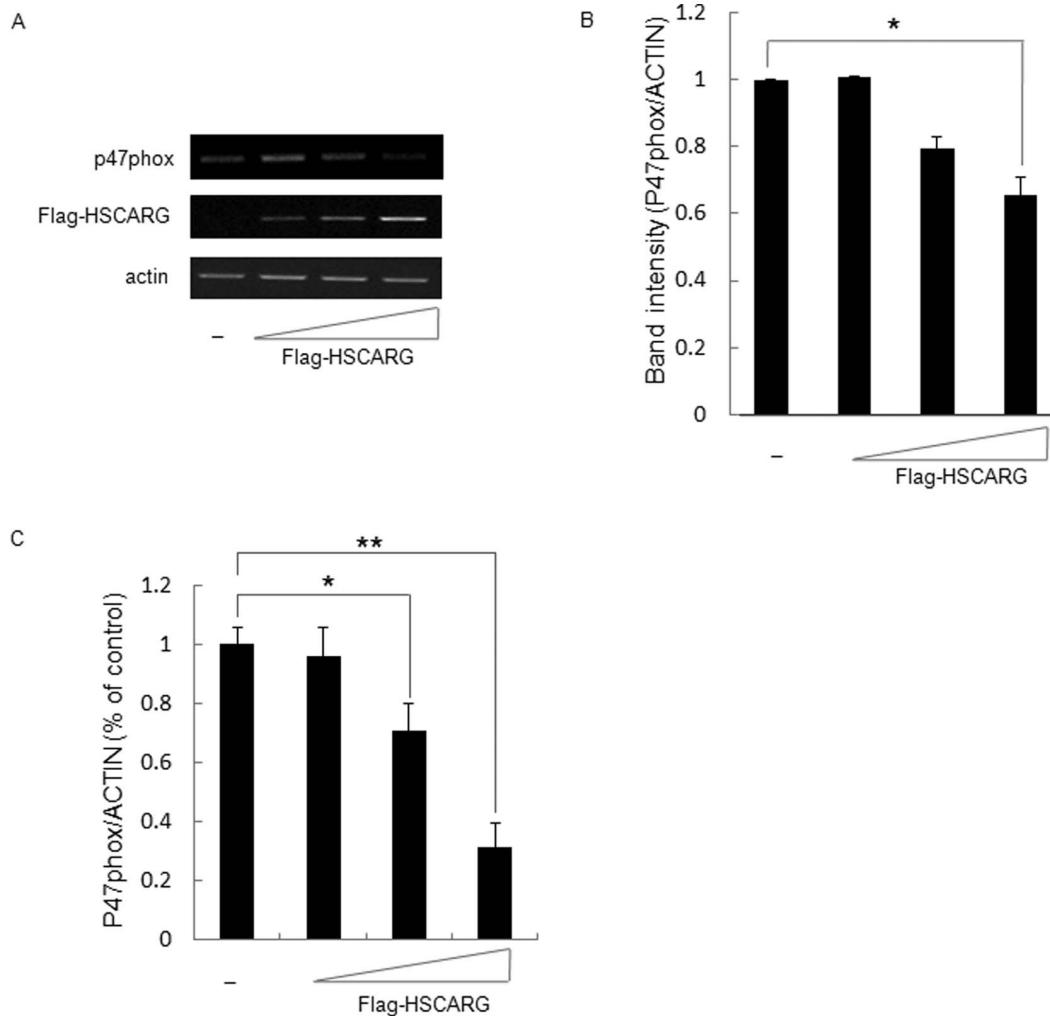 A
p47phox
Flag-HSCARG
actin
–
Flag-HSCARG
B
Band intensity (P47phox/ACTIN)
1.2
1
0.8
0.6
0.4
0.2
0
*
–
Flag-HSCARG
C
P47phox/ACTIN (% of control)
1.2
1
0.8
0.6
0.4
0.2
0
**
*
–
Flag-HSCARG